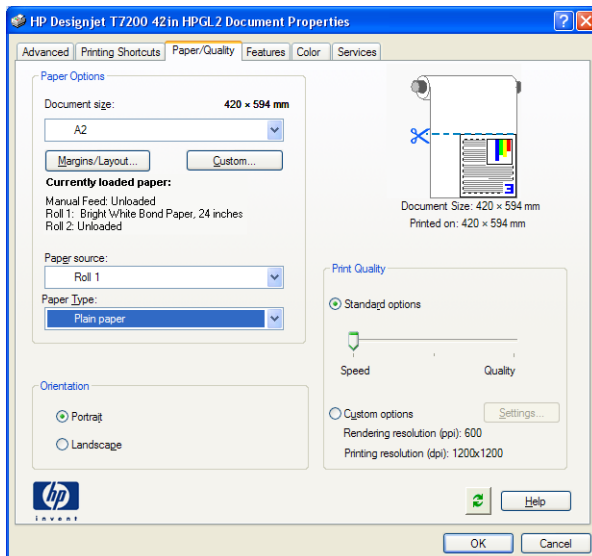 HP Designjet T7200 42in HPGL2 Document Properties
Advanced Printing Shortcuts Paper/Quality Features Color Services
Paper Options
Document size: 420 × 594 mm
A2
Margins/Layout... Custom...
Currently loaded paper:
Manual Feed: Unloaded
Roll 1: Bright White Bond Paper, 24 inches
Roll 2: Unloaded
Paper source:
Roll 1
Paper Type:
Plain paper
Orientation
Portrait
Landscape
3
Document Size: 420 × 594 mm
Printed on: 420 × 594 mm
Print Quality
Standard options
Speed Quality
Custom options Settings...
Rendering resolution (ppi): 600
Printing resolution (dpi): 1200x1200
hp
invent
Help
OK Cancel